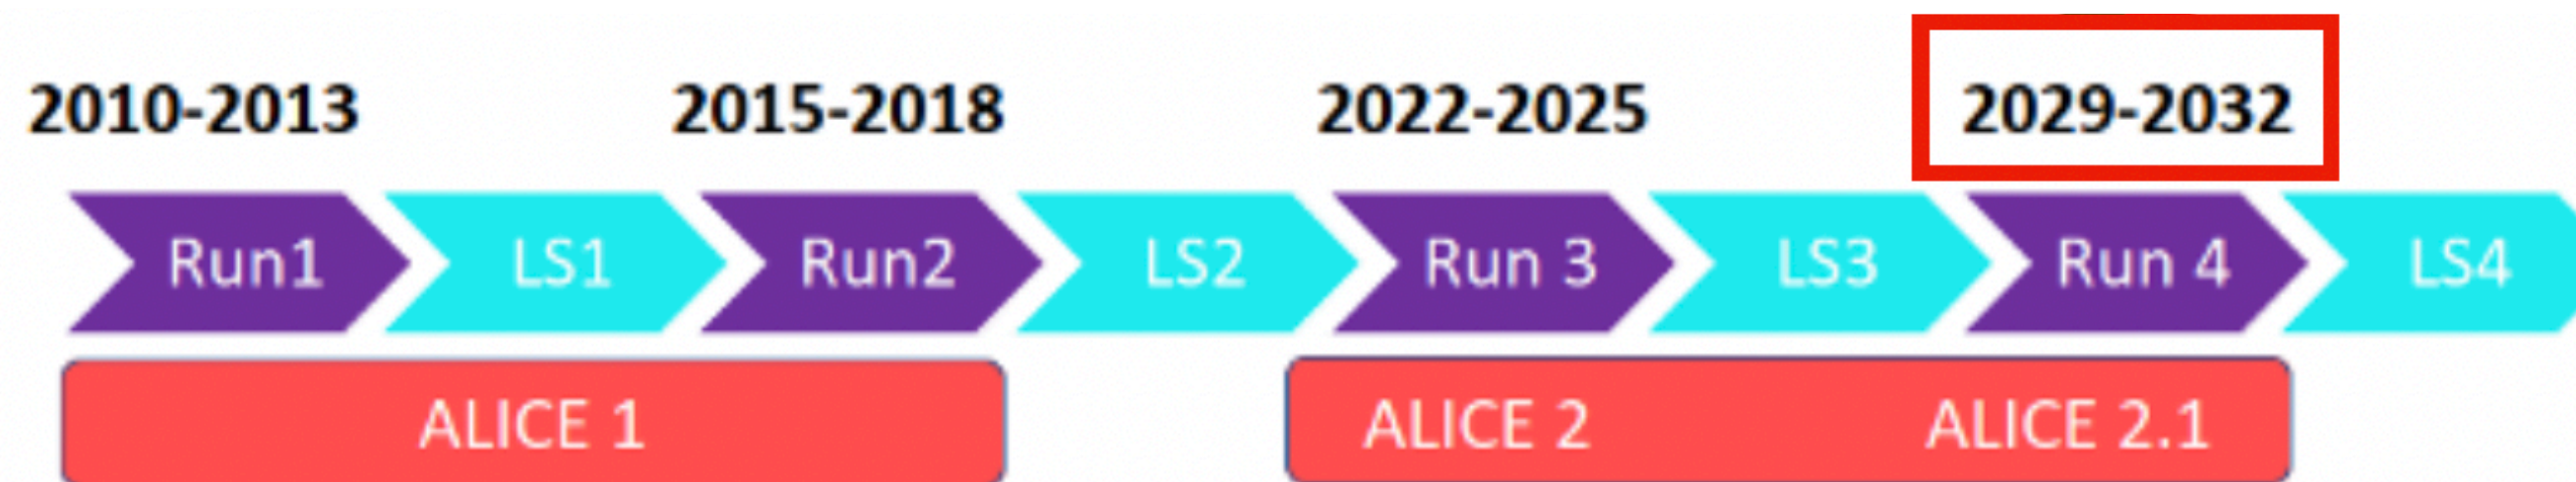 2010-2013 2015-2018 2022-2025 2029-2032
Run1 LS1 Run2 LS2 Run 3 LS3 Run 4 LS4
ALICE 1 ALICE 2 ALICE 2.1